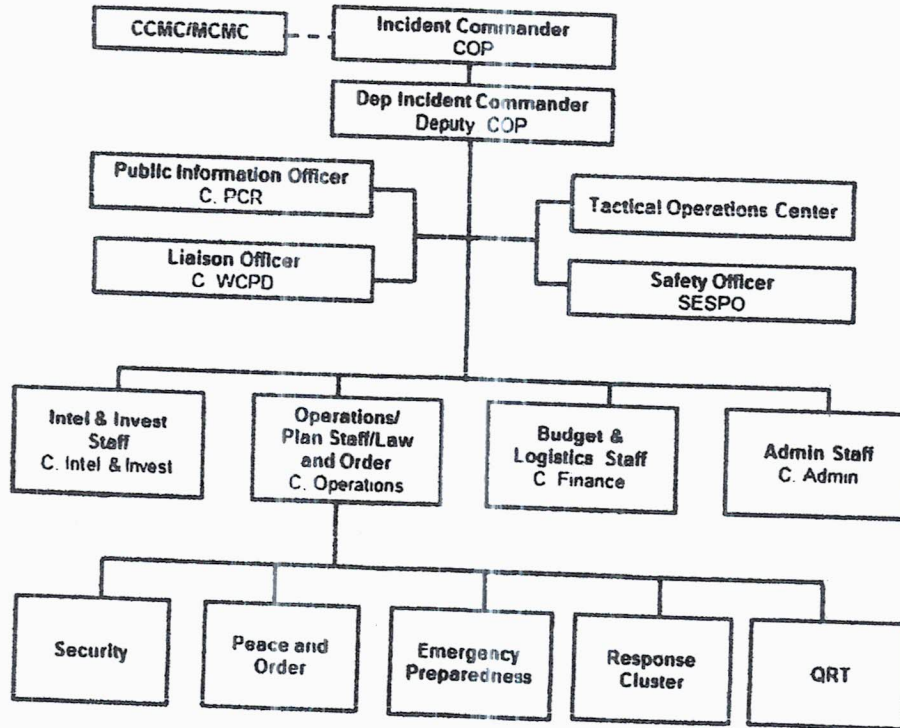 CCMC/MCMC
Incident Commander
COP
Dep Incident Commander
Deputy COP
Public Information Officer
C. PCR
Tactical Operations Center
Liaison Officer
C WCPD
Safety Officer
SESPO
Intel & Invest
Staff
C. Intel & Invest
Operations/
Plan Staff/Law
and Order
C. Operations
Budget &
Logistics Staff
C Finance
Admin Staff
C. Admin
Security
Peace and
Order
Emergency
Preparedness
Response
Cluster
QRT